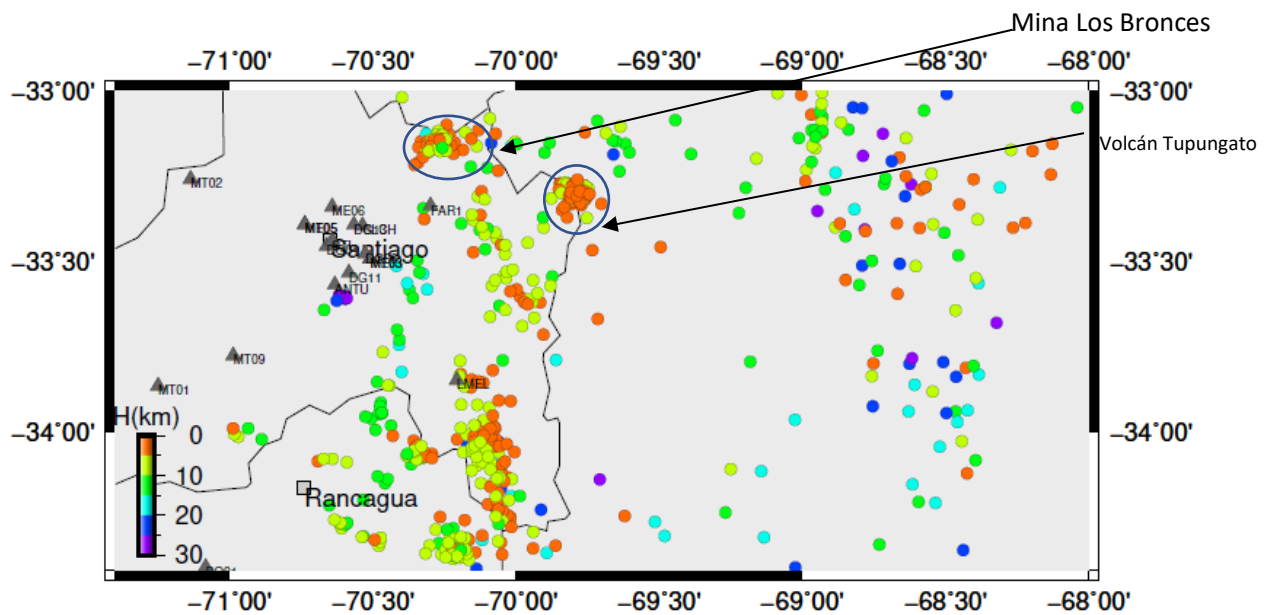 Mina Los Bronces
−71˚00' −70˚30' −70˚00' −69˚30' −69˚00' −68˚30' −68˚00'
−33˚00' −33˚00'
Volcán Tupungato
MT02
ME06
FAR1
Santiago
−33˚30' −33˚30'
DG11
ANTU
MT09
MT01
LMEL
H(km)
0
−34˚00' −34˚00'
10
20
Rancagua
30
−71˚00' −70˚30' −70˚00' −69˚30' −69˚00' −68˚30' −68˚00'